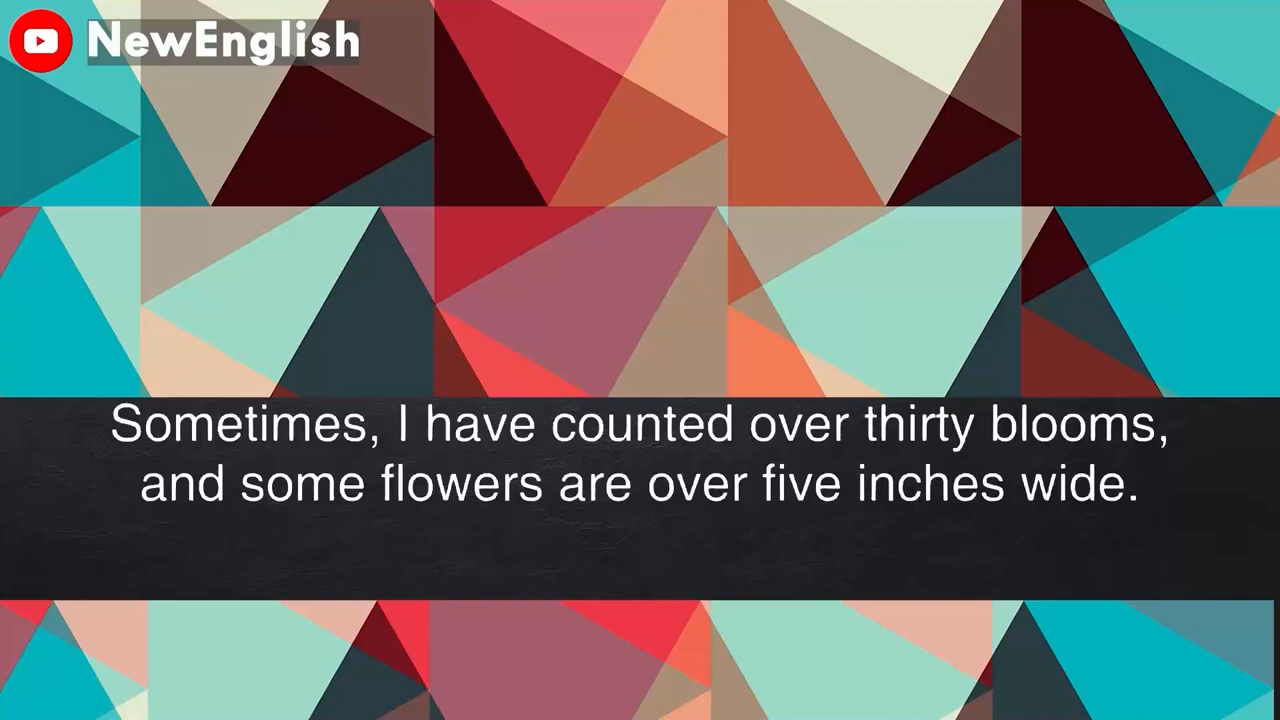 NewEnglish
Sometimes, I have counted over thirty blooms,
and some flowers are over five inches wide.